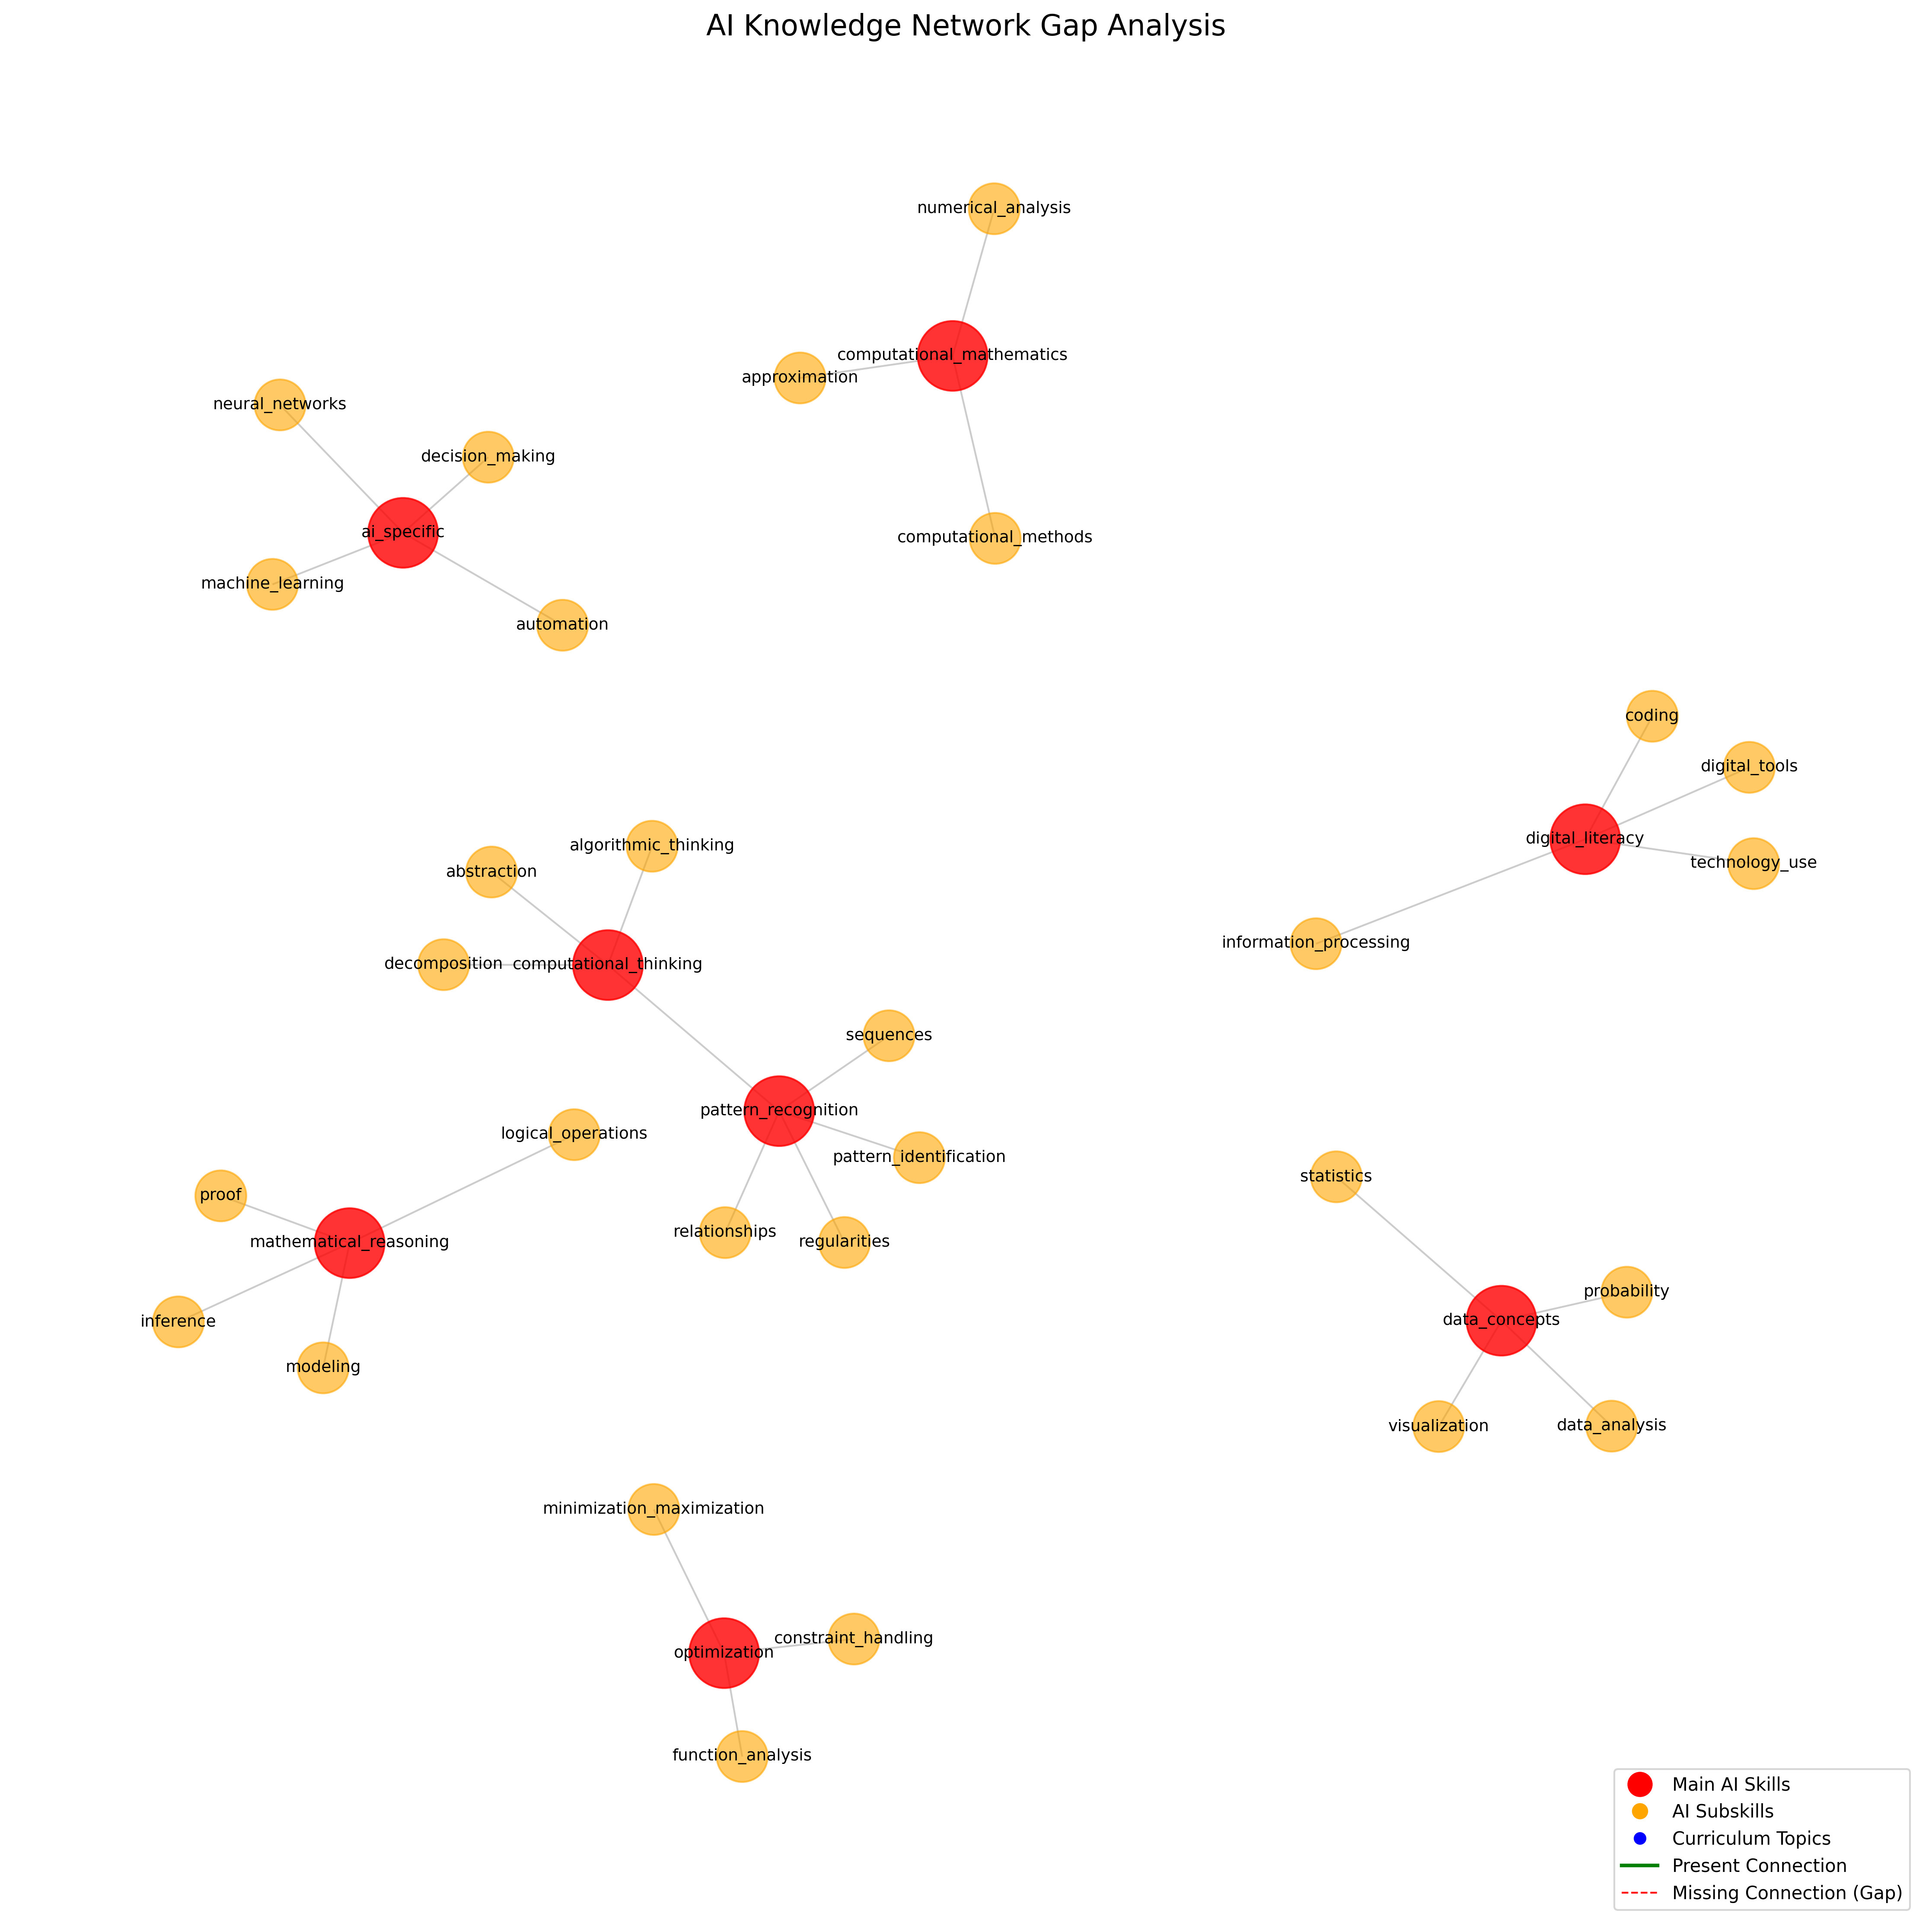 AI Knowledge Network Gap Analysis
numerical_analysis
computational_mathematics
approximation
neural_networks
decision_making
ai_specific
computational_methods
machine_learning
automation
coding
digital_tools
digital_literacy
technology_use
information_processing
algorithmic_thinking
abstraction
decomposition
computational_thinking
sequences
pattern_recognition
logical_operations
pattern_identification
proof
mathematical_reasoning
relationships
regularities
inference
modeling
statistics
probability
data_concepts
visualization
data_analysis
minimization_maximization
constraint_handling
optimization
function_analysis
Main AI Skills
AI Subskills
Curriculum Topics
Present Connection
Missing Connection (Gap)